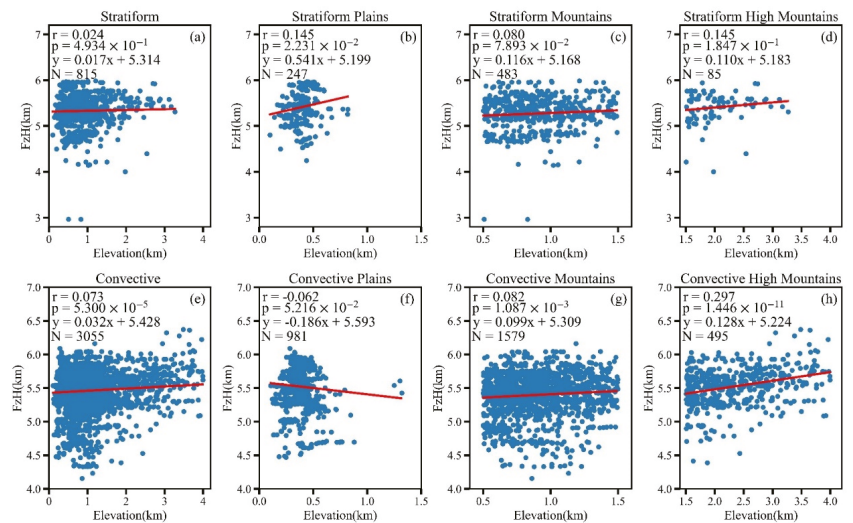 Stratiform
(a)
r = 0.024
p = 4.934 × 10⁻¹
y = 0.017x + 5.314
N = 815
FzH(km)
7
6
5
4
3
0 1 2 3 4
Elevation(km)
Stratiform Plains
(b)
r = 0.145
p = 2.231 × 10⁻²
y = 0.541x + 5.199
N = 247
FzH(km)
7
6
5
4
3
0.0 0.5 1.0 1.5
Elevation(km)
Stratiform Mountains
(c)
r = 0.080
p = 7.893 × 10⁻²
y = 0.116x + 5.168
N = 483
FzH(km)
7
6
5
4
3
0.5 1.0 1.5
Elevation(km)
Stratiform High Mountains
(d)
r = 0.145
p = 1.847 × 10⁻¹
y = 0.110x + 5.183
N = 85
FzH(km)
7
6
5
4
3
1.5 2.0 2.5 3.0 3.5 4.0
Elevation(km)
Convective
(e)
r = 0.073
p = 5.300 × 10⁻⁵
y = 0.032x + 5.428
N = 3055
FzH(km)
7.0
6.5
6.0
5.5
5.0
4.5
4.0
0 1 2 3 4
Elevation(km)
Convective Plains
(f)
r = -0.062
p = 5.216 × 10⁻²
y = -0.186x + 5.593
N = 981
FzH(km)
7.0
6.5
6.0
5.5
5.0
4.5
4.0
0.0 0.5 1.0 1.5
Elevation(km)
Convective Mountains
(g)
r = 0.082
p = 1.087 × 10⁻³
y = 0.099x + 5.309
N = 1579
FzH(km)
7.0
6.5
6.0
5.5
5.0
4.5
4.0
0.5 1.0 1.5
Elevation(km)
Convective High Mountains
(h)
r = 0.297
p = 1.446 × 10⁻¹¹
y = 0.128x + 5.224
N = 495
FzH(km)
7.0
6.5
6.0
5.5
5.0
4.5
4.0
1.5 2.0 2.5 3.0 3.5 4.0
Elevation(km)